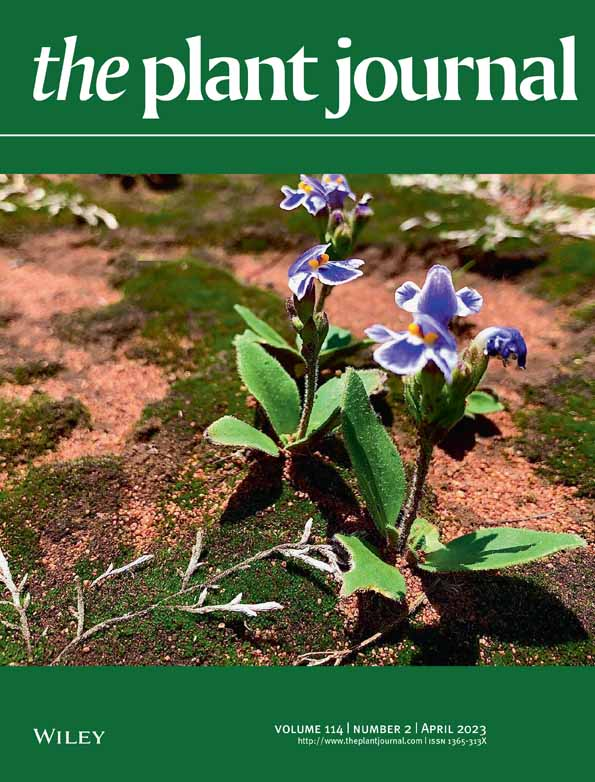 the plant journal
VOLUME 114 | NUMBER 2 | APRIL 2023
http://www.theplantjournal.com | ISSN 1365-313X
WILEY